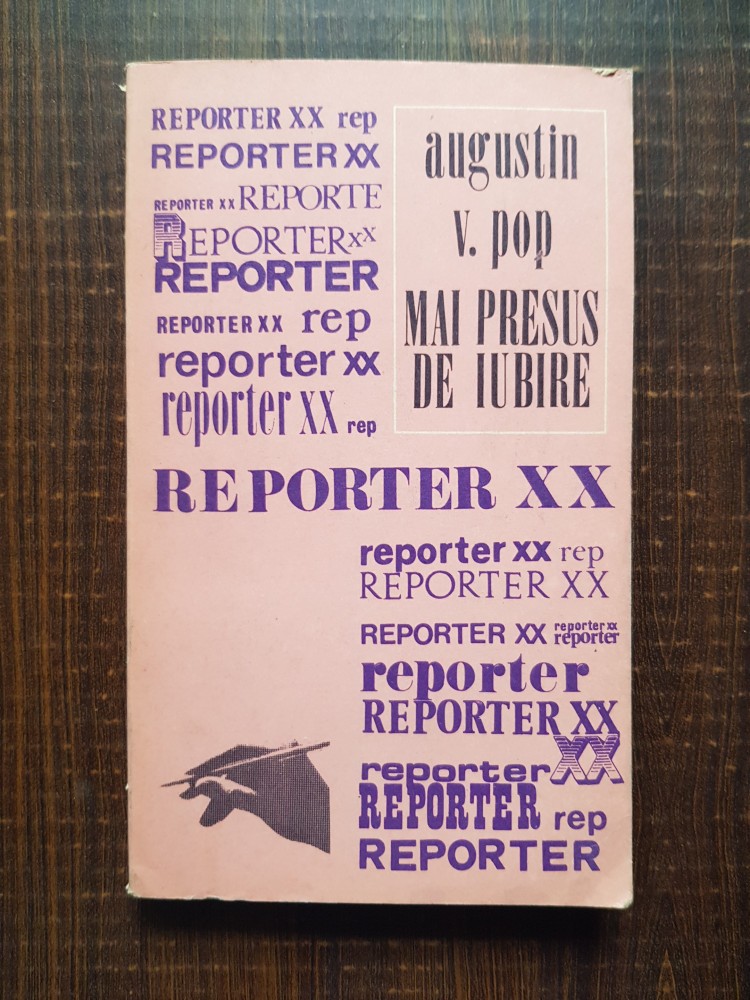 REPORTER XX rep
REPORTER XX
REPORTER XX REPORTE
REPORTER XX
REPORTER
REPORTER XX rep
reporter xx
reporter XX rep
augustin
v. pop
MAI PRESUS
DE IUBIRE
REPORTER XX
reporter xx rep
REPORTER XX
REPORTER XX reporter xx
reporter
reporter
REPORTER XX
reporter XX
REPORTER rep
REPORTER